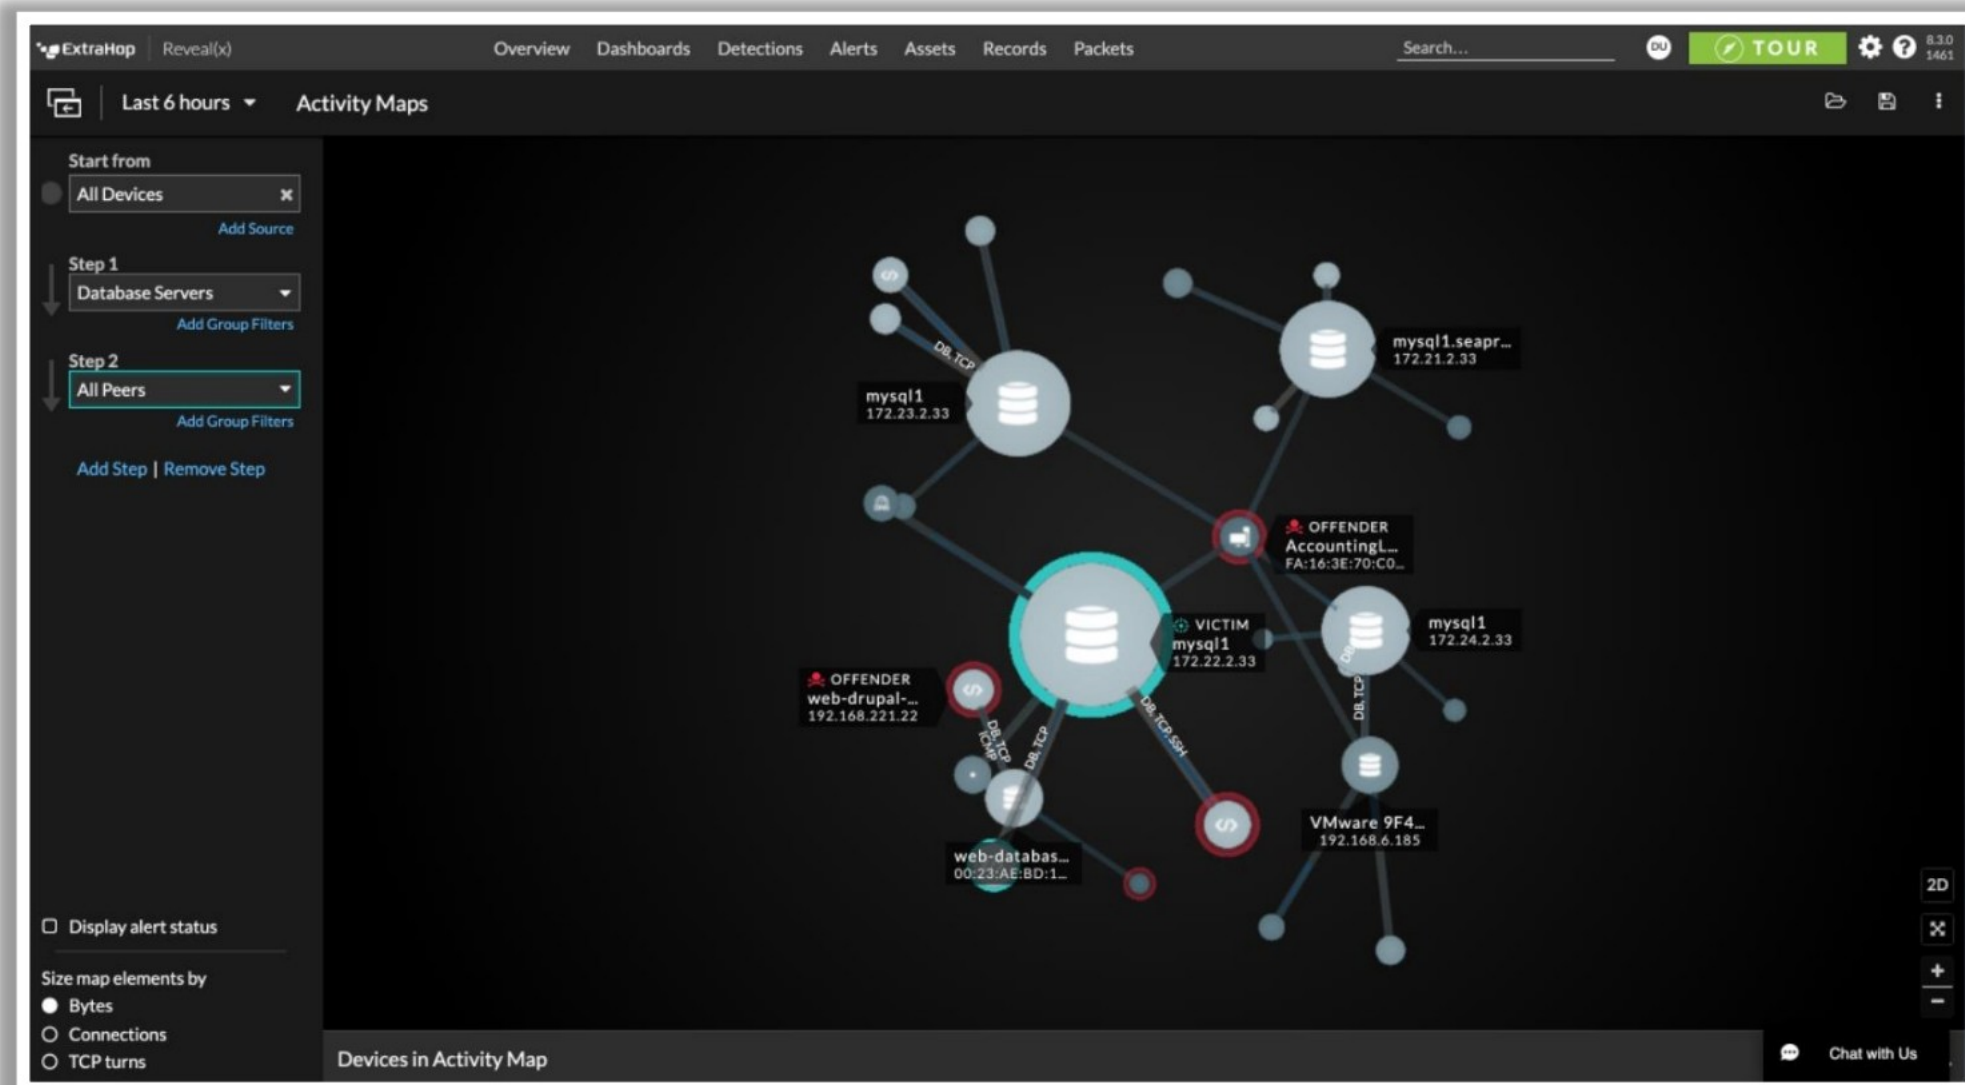 ExtraHop
Reveal(x)
Overview
Dashboards
Detections
Alerts
Assets
Records
Packets
Search...
DU
TOUR
8.3.0
1461
Last 6 hours
Activity Maps
Start from
All Devices
Add Source
Step 1
Database Servers
Add Group Filters
Step 2
All Peers
Add Group Filters
Add Step | Remove Step
DB, TCP
mysql1
172.23.2.33
mysql1.seapr...
172.21.2.33
OFFENDER
AccountingL...
FA:16:3E:70:C0...
VICTIM
mysql1
172.22.2.33
mysql1
172.24.2.33
DB,
DB, TCP
OFFENDER
web-drupal-...
192.168.221.22
DB, TCP
ICMP
DB, TCP
DB, TCP, SSH
VMware 9F4...
192.168.6.185
web-databas...
00:23:AE:BD:1...
Display alert status
Size map elements by
Bytes
Connections
TCP turns
2D
Devices in Activity Map
Chat with Us